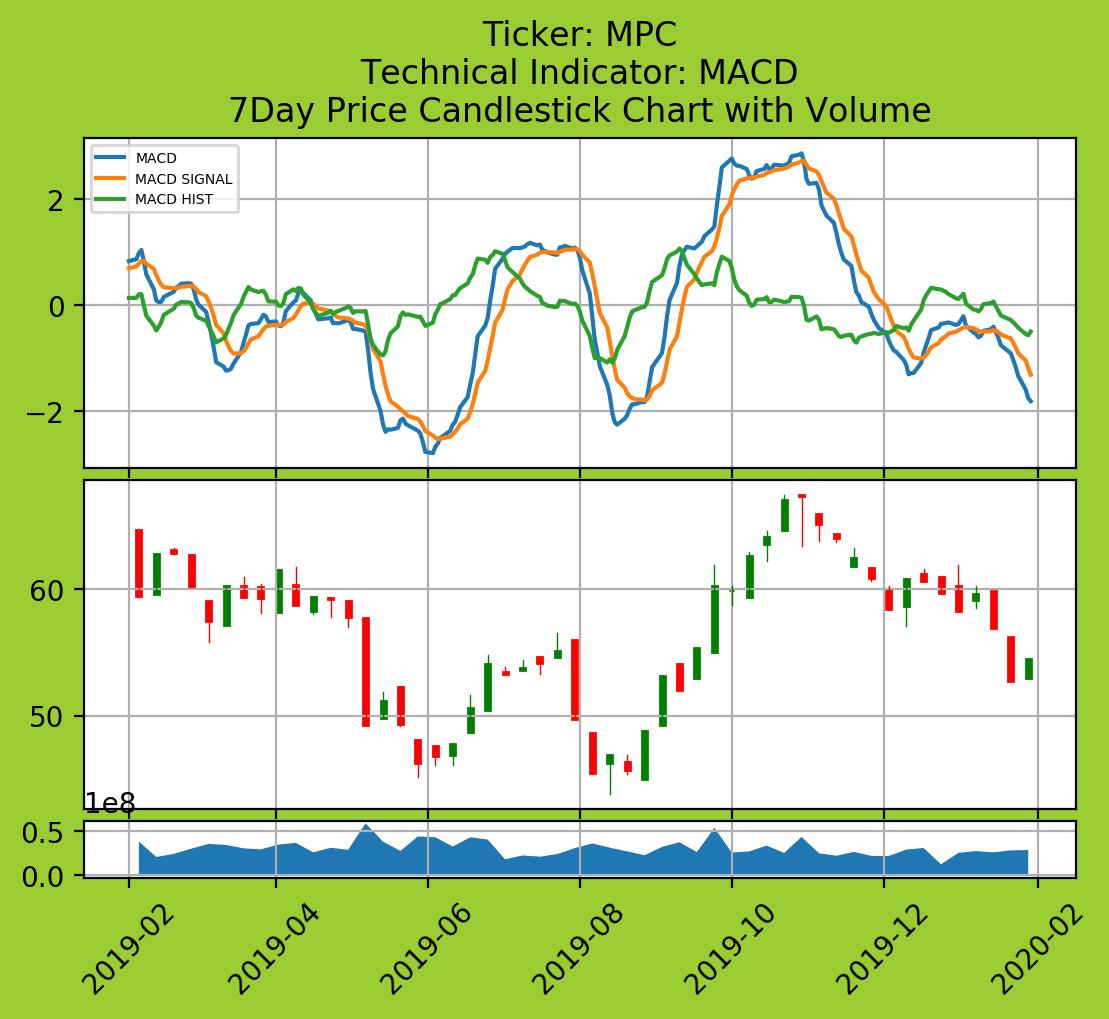 Ticker: MPC
Technical Indicator: MACD
7Day Price Candlestick Chart with Volume
MACD
MACD SIGNAL
MACD HIST
2
0
−2
60
50
1e8
0.5
0.0
2019-02
2019-04
2019-06
2019-08
2019-10
2019-12
2020-02